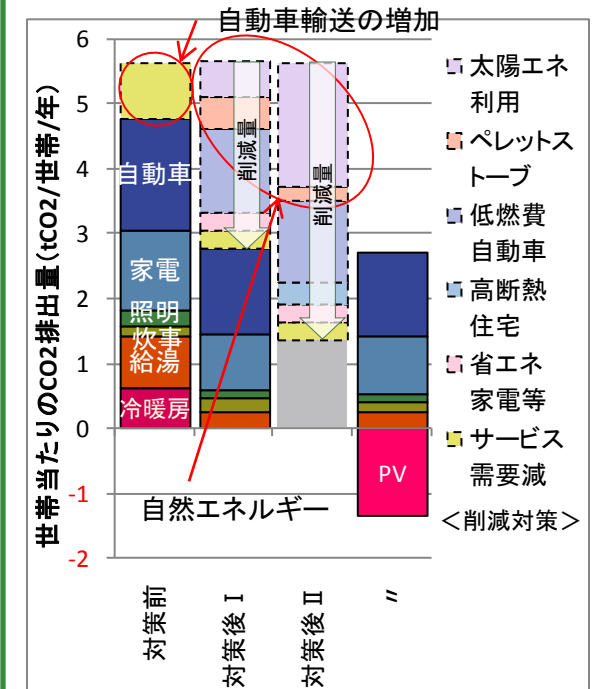 自動車輸送の増加
世帯当たりのCO2排出量(tCO2/世帯/年)
6
5
4
3
2
1
0
-1
-2
自動車
家電
照明
炊事
給湯
冷暖房
削減量
削減量
PV
自然エネルギー
対策前
対策後Ⅰ
対策後Ⅱ
〃
太陽エネ
利用
ペレットス
トーブ
低燃費
自動車
高断熱
住宅
省エネ
家電等
サービス
需要減
＜削減対策＞